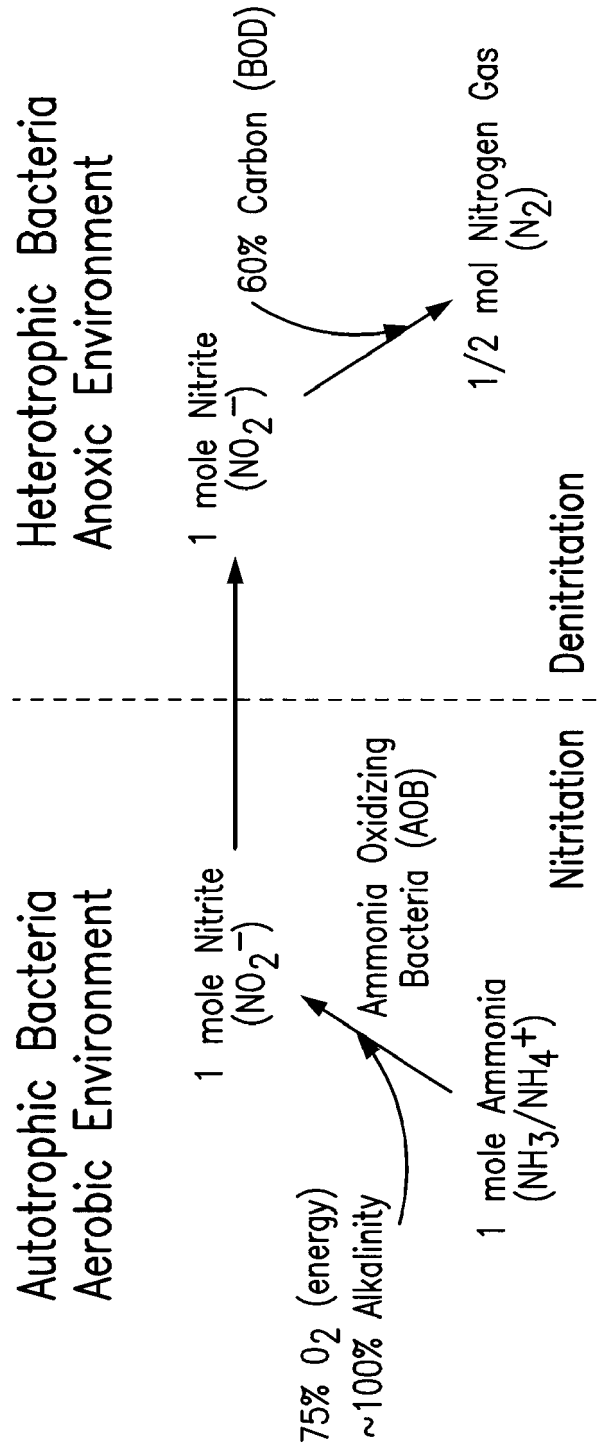 Autotrophic Bacteria
Aerobic Environment
1 mole Nitrite
(NO₂⁻)
75% O₂ (energy)
~100% Alkalinity
Ammonia Oxidizing
Bacteria (AOB)
1 mole Ammonia
(NH₃/NH₄⁺)
Nitritation
Heterotrophic Bacteria
Anoxic Environment
1 mole Nitrite
(NO₂⁻)
60% Carbon (BOD)
1/2 mol Nitrogen Gas
(N₂)
Denitritation